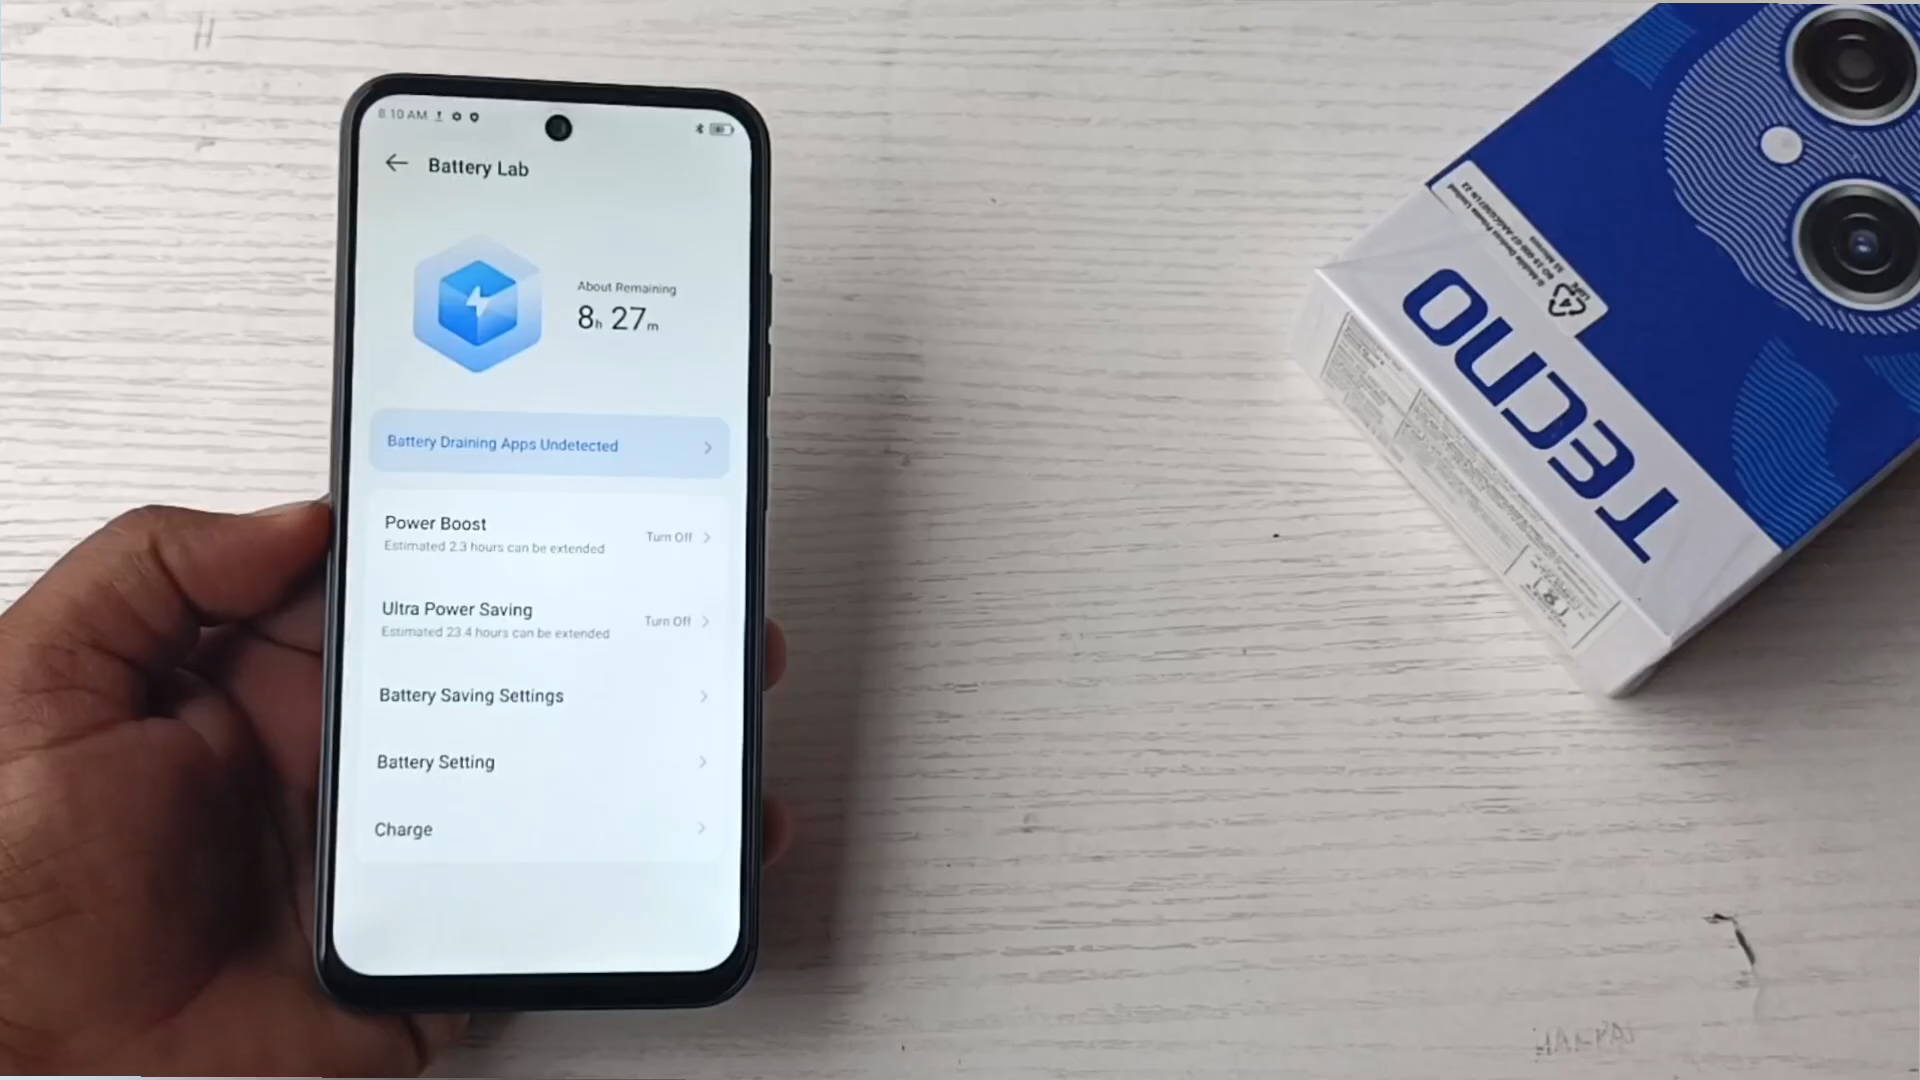 8:10 AM
Battery Lab
About Remaining
8h 27m
Battery Draining Apps Undetected
Power Boost
Estimated 2.3 hours can be extended
Turn Off
Ultra Power Saving
Estimated 23.4 hours can be extended
Turn Off
Battery Saving Settings
Battery Setting
Charge
TECNO